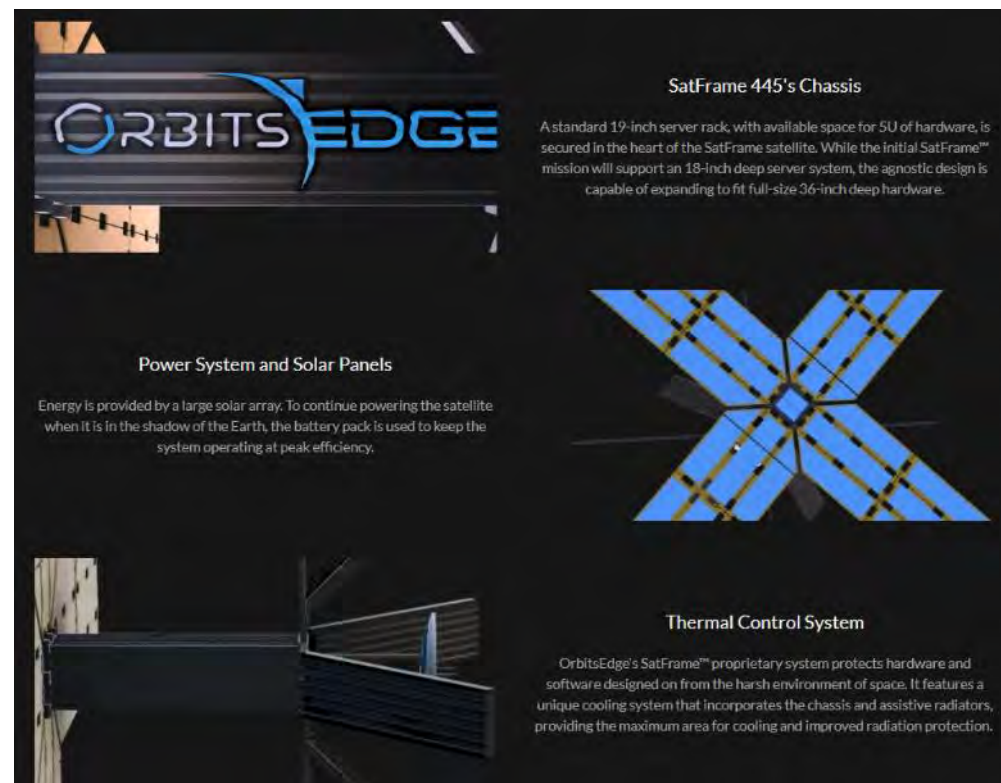 ORBITSEDGE
SatFrame 445's Chassis
A standard 19-inch server rack, with available space for 5U of hardware, is
secured in the heart of the SatFrame satellite. While the initial SatFrame™
mission will support an 18-inch deep server system, the agnostic design is
capable of expanding to fit full-size 36-inch deep hardware.
Power System and Solar Panels
Energy is provided by a large solar array. To continue powering the satellite
when it is in the shadow of the Earth, the battery pack is used to keep the
system operating at peak efficiency.
Thermal Control System
OrbitsEdge's SatFrame™ proprietary system protects hardware and
software designed on from the harsh environment of space. It features a
unique cooling system that incorporates the chassis and assistive radiators,
providing the maximum area for cooling and improved radiation protection.